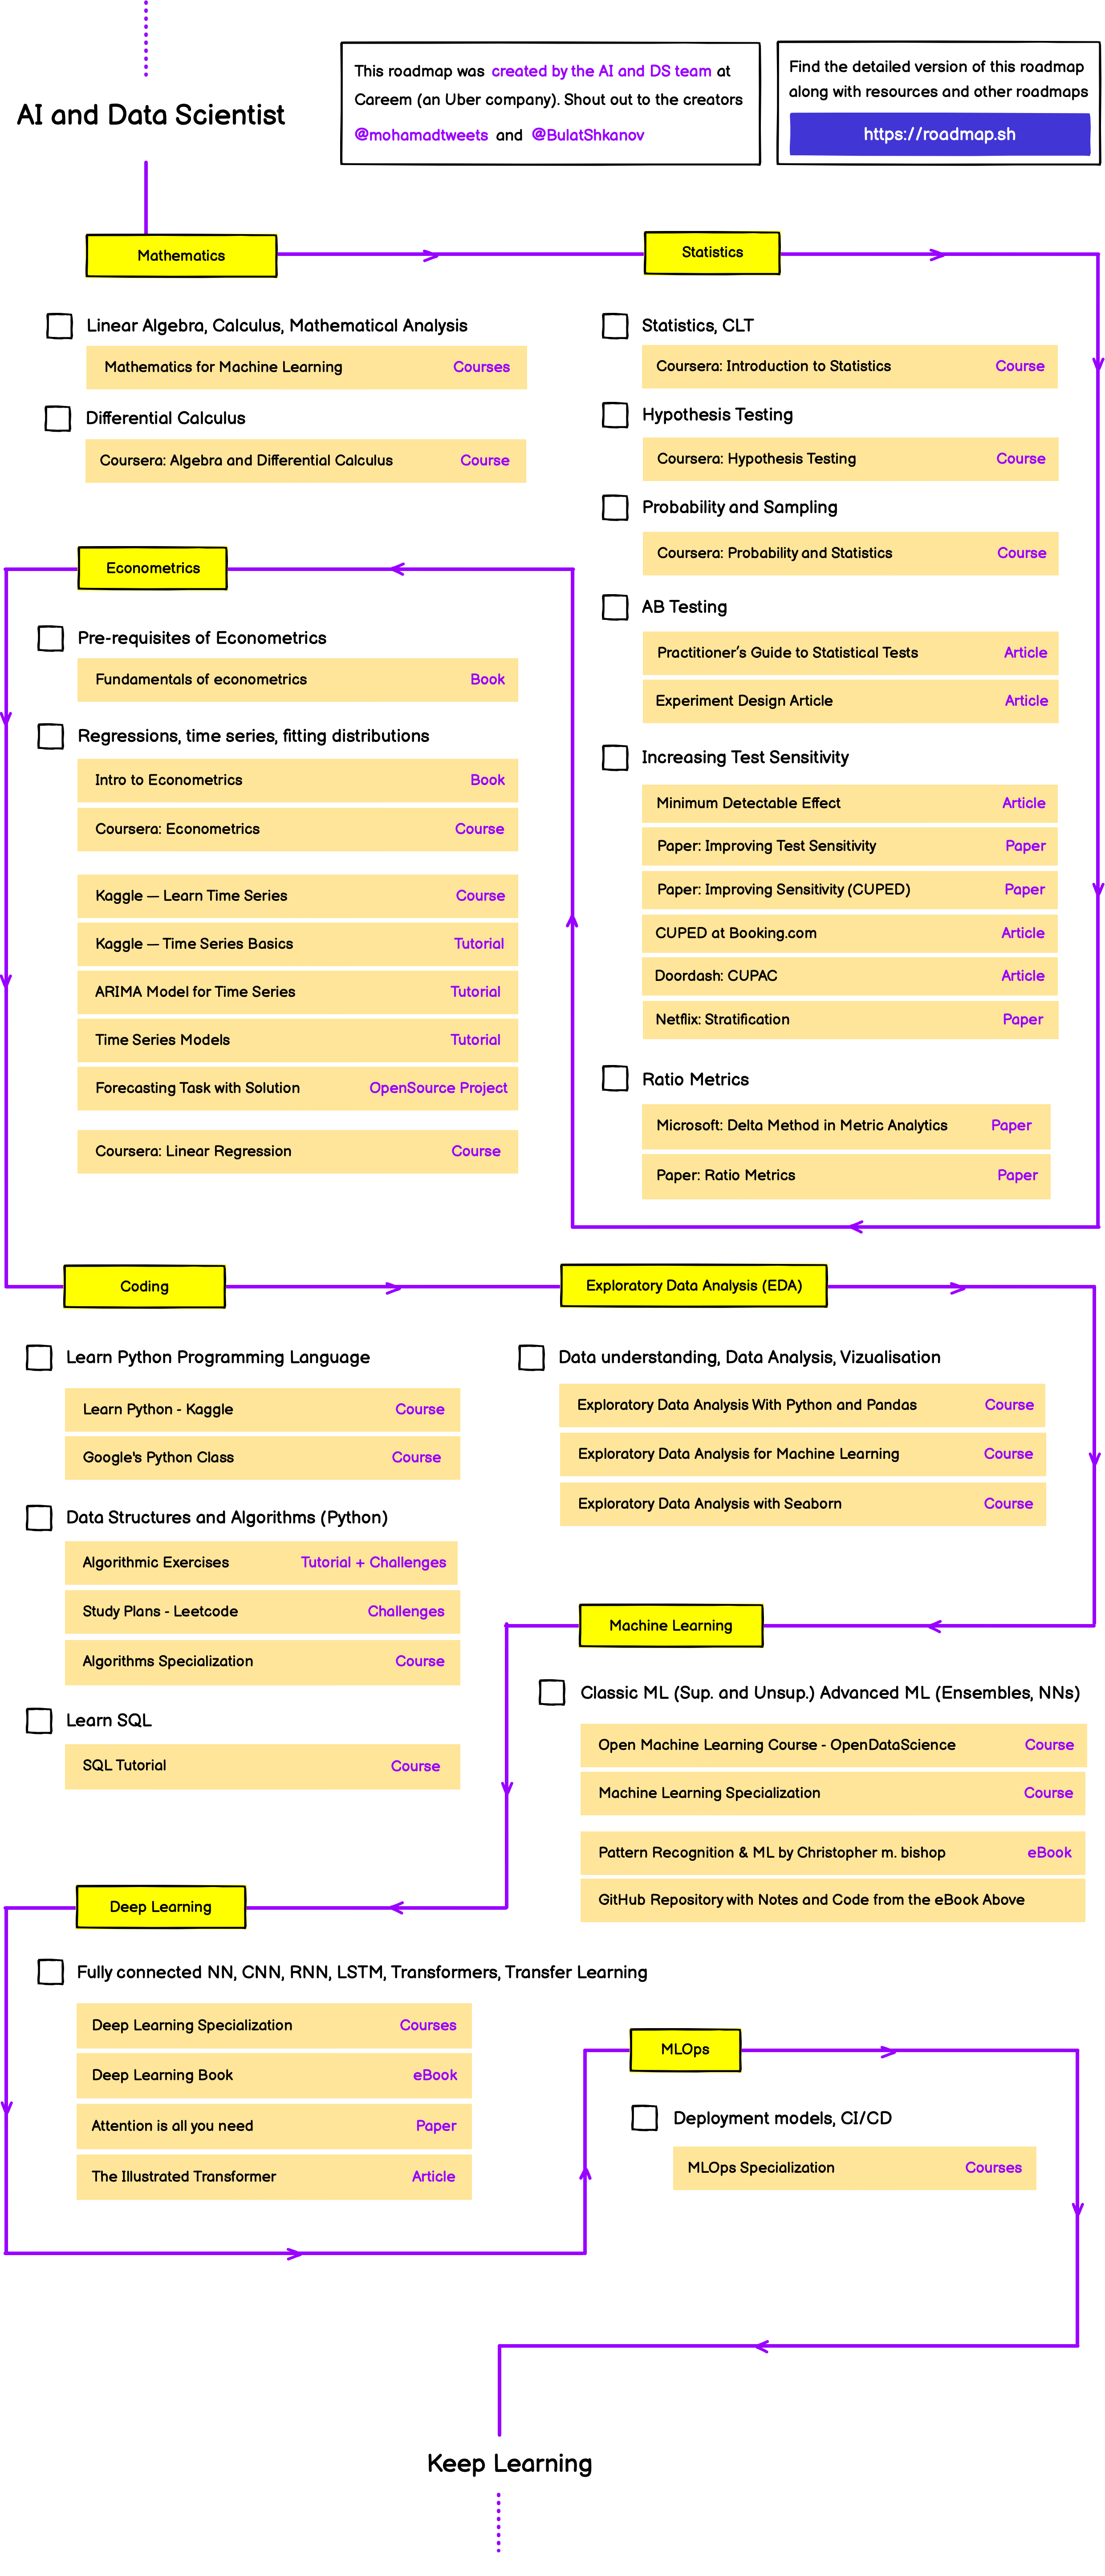 AI and Data Scientist
This roadmap was created by the AI and DS team at
Careem (an Uber company). Shout out to the creators
@mohamadtweets and @BulatShkanov
Find the detailed version of this roadmap
along with resources and other roadmaps
https://roadmap.sh
Mathematics
Linear Algebra, Calculus, Mathematical Analysis
Mathematics for Machine Learning Courses
Differential Calculus
Coursera: Algebra and Differential Calculus Course
Statistics
Statistics, CLT
Coursera: Introduction to Statistics Course
Hypothesis Testing
Coursera: Hypothesis Testing Course
Probability and Sampling
Coursera: Probability and Statistics Course
AB Testing
Practitioner's Guide to Statistical Tests Article
Experiment Design Article Article
Increasing Test Sensitivity
Minimum Detectable Effect Article
Paper: Improving Test Sensitivity Paper
Paper: Improving Sensitivity (CUPED) Paper
CUPED at Booking.com Article
Doordash: CUPAC Article
Netflix: Stratification Paper
Ratio Metrics
Microsoft: Delta Method in Metric Analytics Paper
Paper: Ratio Metrics Paper
Econometrics
Pre-requisites of Econometrics
Fundamentals of econometrics Book
Regressions, time series, fitting distributions
Intro to Econometrics Book
Coursera: Econometrics Course
Kaggle — Learn Time Series Course
Kaggle — Time Series Basics Tutorial
ARIMA Model for Time Series Tutorial
Time Series Models Tutorial
Forecasting Task with Solution OpenSource Project
Coursera: Linear Regression Course
Coding
Learn Python Programming Language
Learn Python - Kaggle Course
Google's Python Class Course
Data Structures and Algorithms (Python)
Algorithmic Exercises Tutorial + Challenges
Study Plans - Leetcode Challenges
Algorithms Specialization Course
Learn SQL
SQL Tutorial Course
Exploratory Data Analysis (EDA)
Data understanding, Data Analysis, Vizualisation
Exploratory Data Analysis With Python and Pandas Course
Exploratory Data Analysis for Machine Learning Course
Exploratory Data Analysis with Seaborn Course
Machine Learning
Classic ML (Sup. and Unsup.) Advanced ML (Ensembles, NNs)
Open Machine Learning Course - OpenDataScience Course
Machine Learning Specialization Course
Pattern Recognition & ML by Christopher m. bishop eBook
GitHub Repository with Notes and Code from the eBook Above
Deep Learning
Fully connected NN, CNN, RNN, LSTM, Transformers, Transfer Learning
Deep Learning Specialization Courses
Deep Learning Book eBook
Attention is all you need Paper
The Illustrated Transformer Article
MLOps
Deployment models, CI/CD
MLOps Specialization Courses
Keep Learning